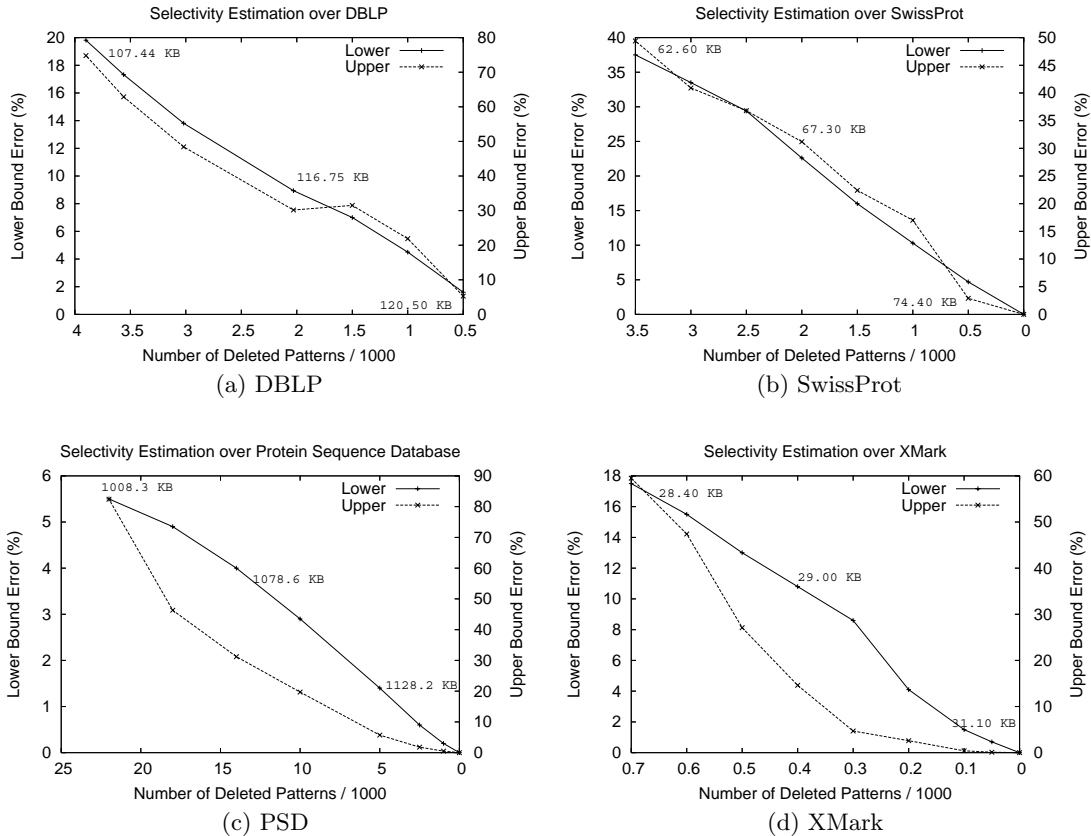 Selectivity Estimation over DBLP
Lower Bound Error (%)
20
18
16
14
12
10
8
6
4
2
0
Lower
Upper
107.44 KB
116.75 KB
120.50 KB
80
70
60
50
40
30
20
10
0
Upper Bound Error (%)
4 3.5 3 2.5 2 1.5 1 0.5
Number of Deleted Patterns / 1000
(a) DBLP
Selectivity Estimation over SwissProt
Lower Bound Error (%)
40
35
30
25
20
15
10
5
0
Lower
Upper
62.60 KB
67.30 KB
74.40 KB
50
45
40
35
30
25
20
15
10
5
0
Upper Bound Error (%)
3.5 3 2.5 2 1.5 1 0.5 0
Number of Deleted Patterns / 1000
(b) SwissProt
Selectivity Estimation over Protein Sequence Database
Lower Bound Error (%)
6
5
4
3
2
1
0
Lower
Upper
1008.3 KB
1078.6 KB
1128.2 KB
90
80
70
60
50
40
30
20
10
0
Upper Bound Error (%)
25 20 15 10 5 0
Number of Deleted Patterns / 1000
(c) PSD
Selectivity Estimation over XMark
Lower Bound Error (%)
18
16
14
12
10
8
6
4
2
0
Lower
Upper
28.40 KB
29.00 KB
31.10 KB
60
50
40
30
20
10
0
Upper Bound Error (%)
0.7 0.6 0.5 0.4 0.3 0.2 0.1 0
Number of Deleted Patterns / 1000
(d) XMark